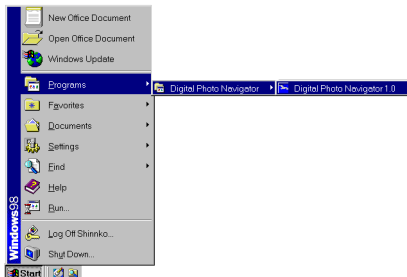 New Office Document
Open Office Document
Windows Update
Programs
Digital Photo Navigator
Digital Photo Navigator 1.0
Favorites
Documents
Settings
Find
Help
Run...
Log Off Shinnko...
Shut Down...
Windows98
Start